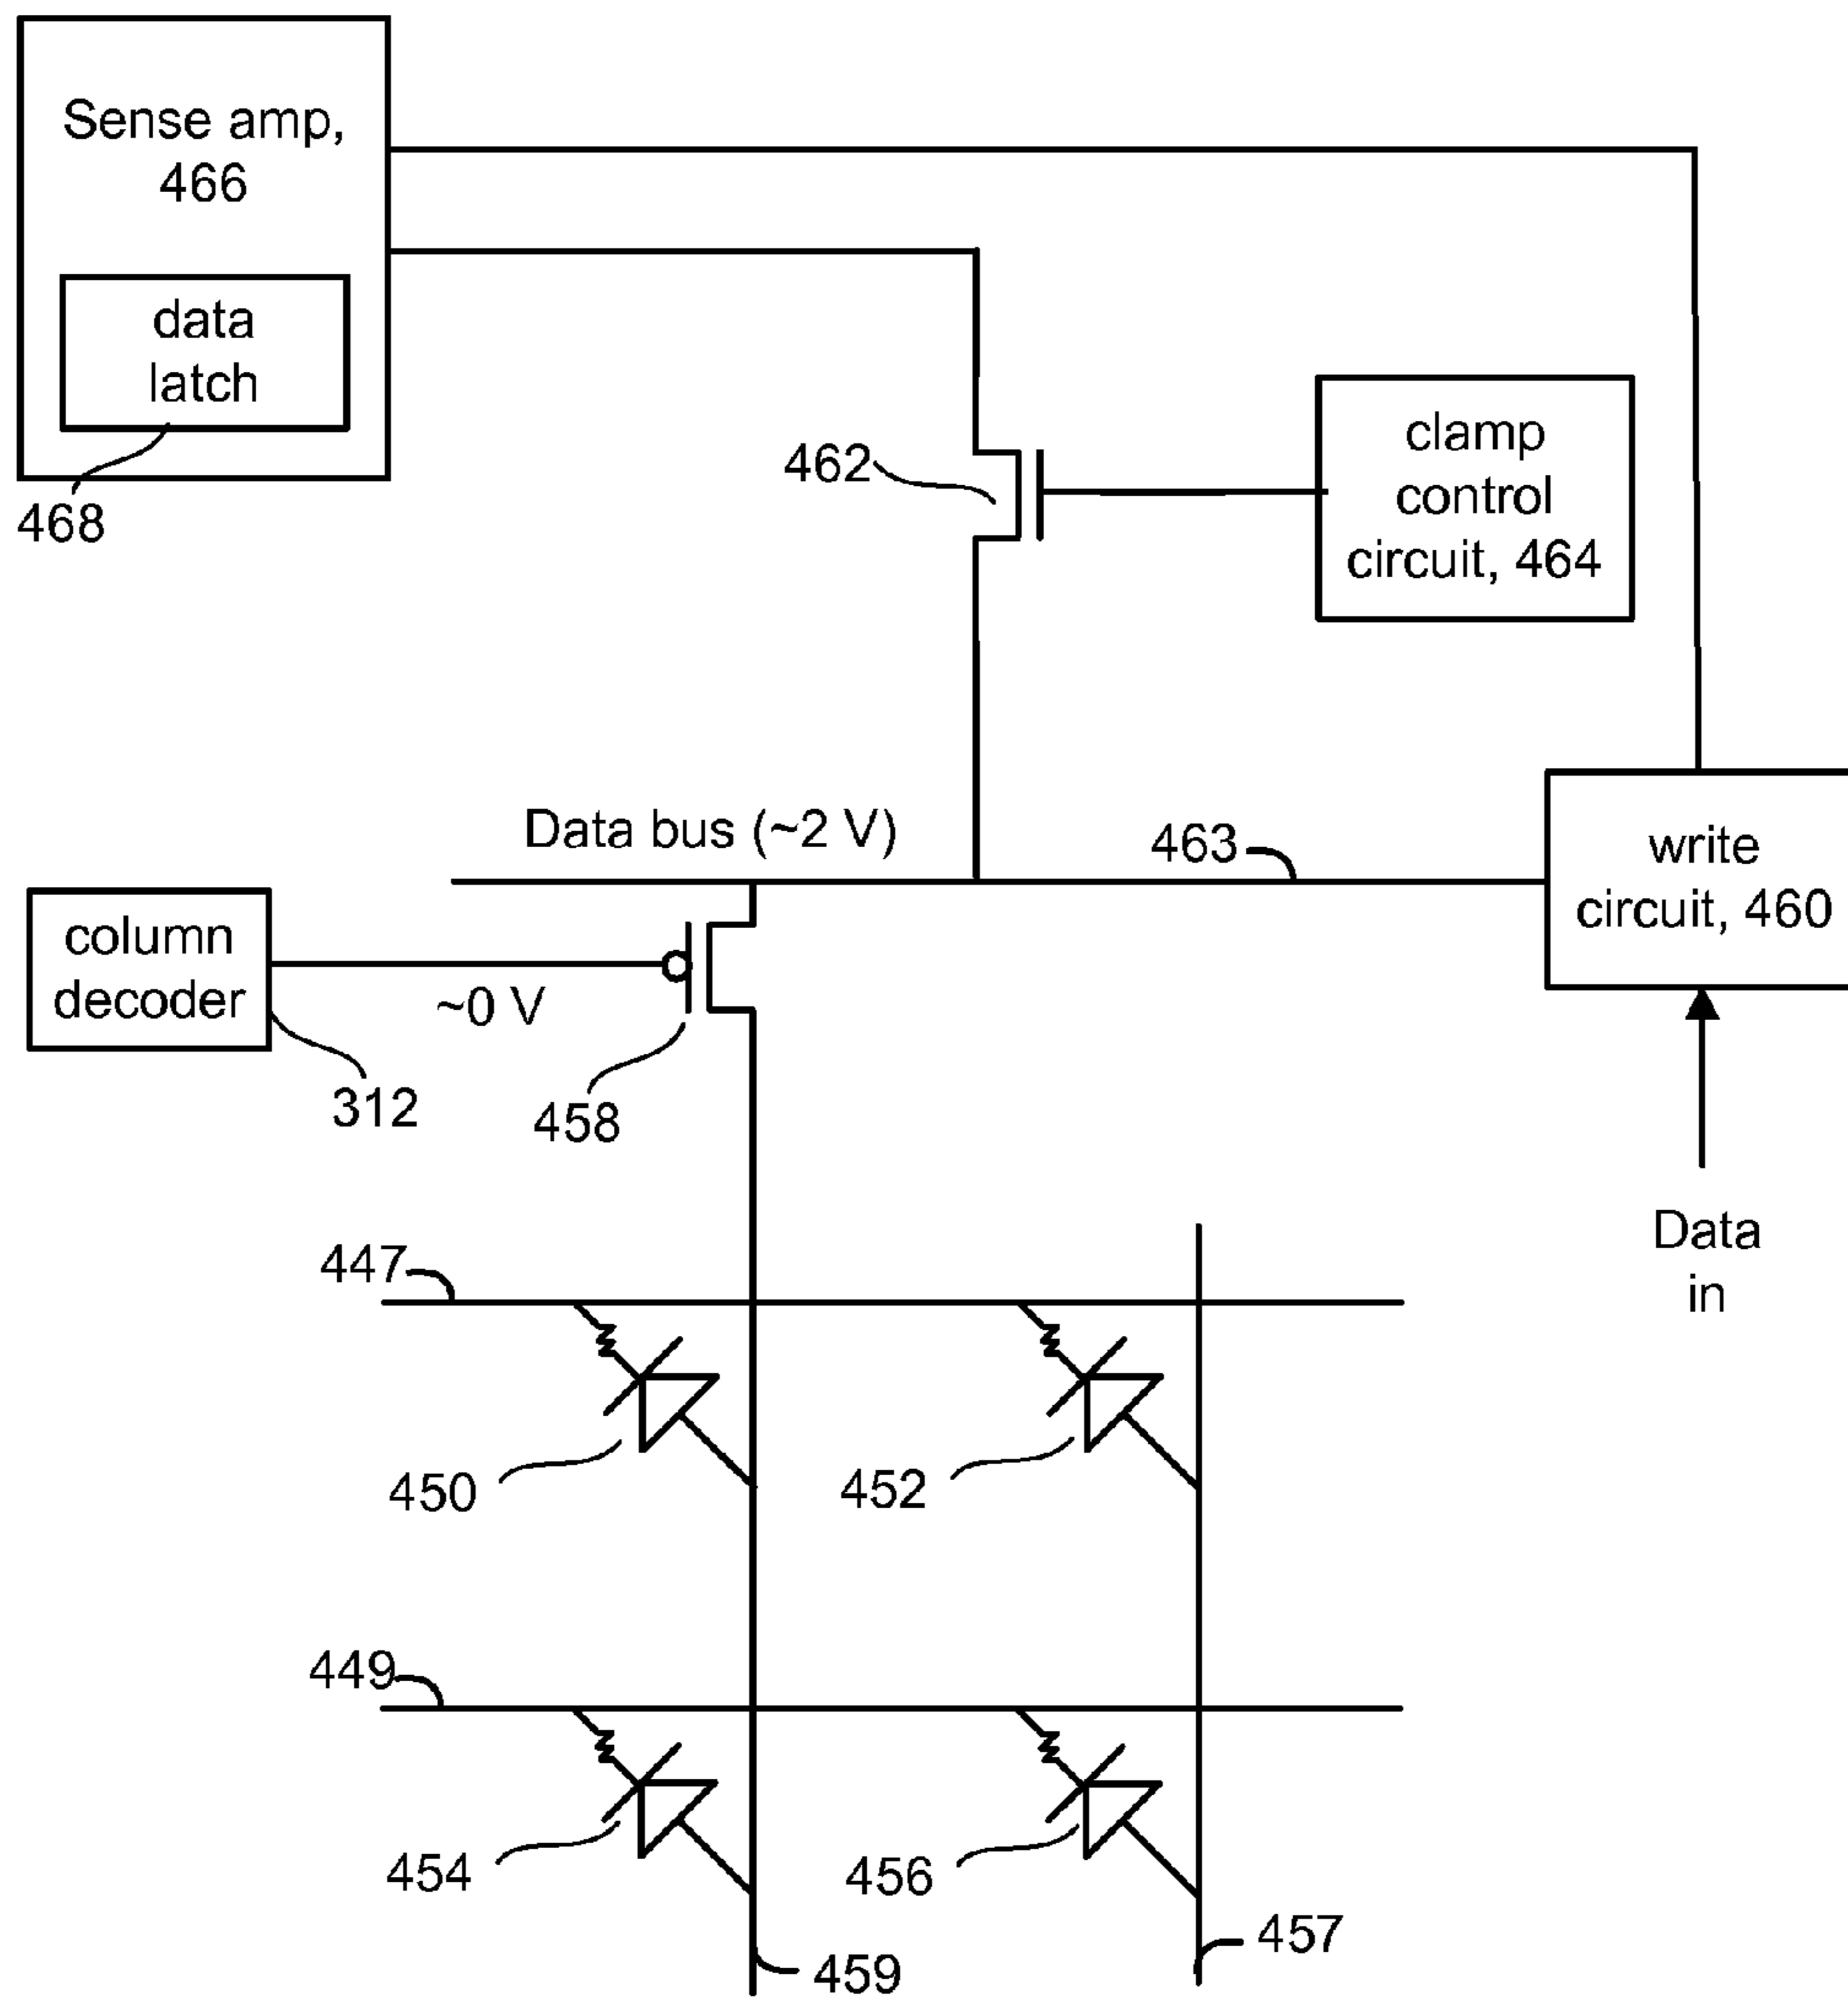 Sense amp,
466
data
latch
468
462
clamp
control
circuit, 464
Data bus (~2 V)
463
write
circuit, 460
column
decoder
~0 V
312
458
Data
in
447
450
452
449
454
456
457
459